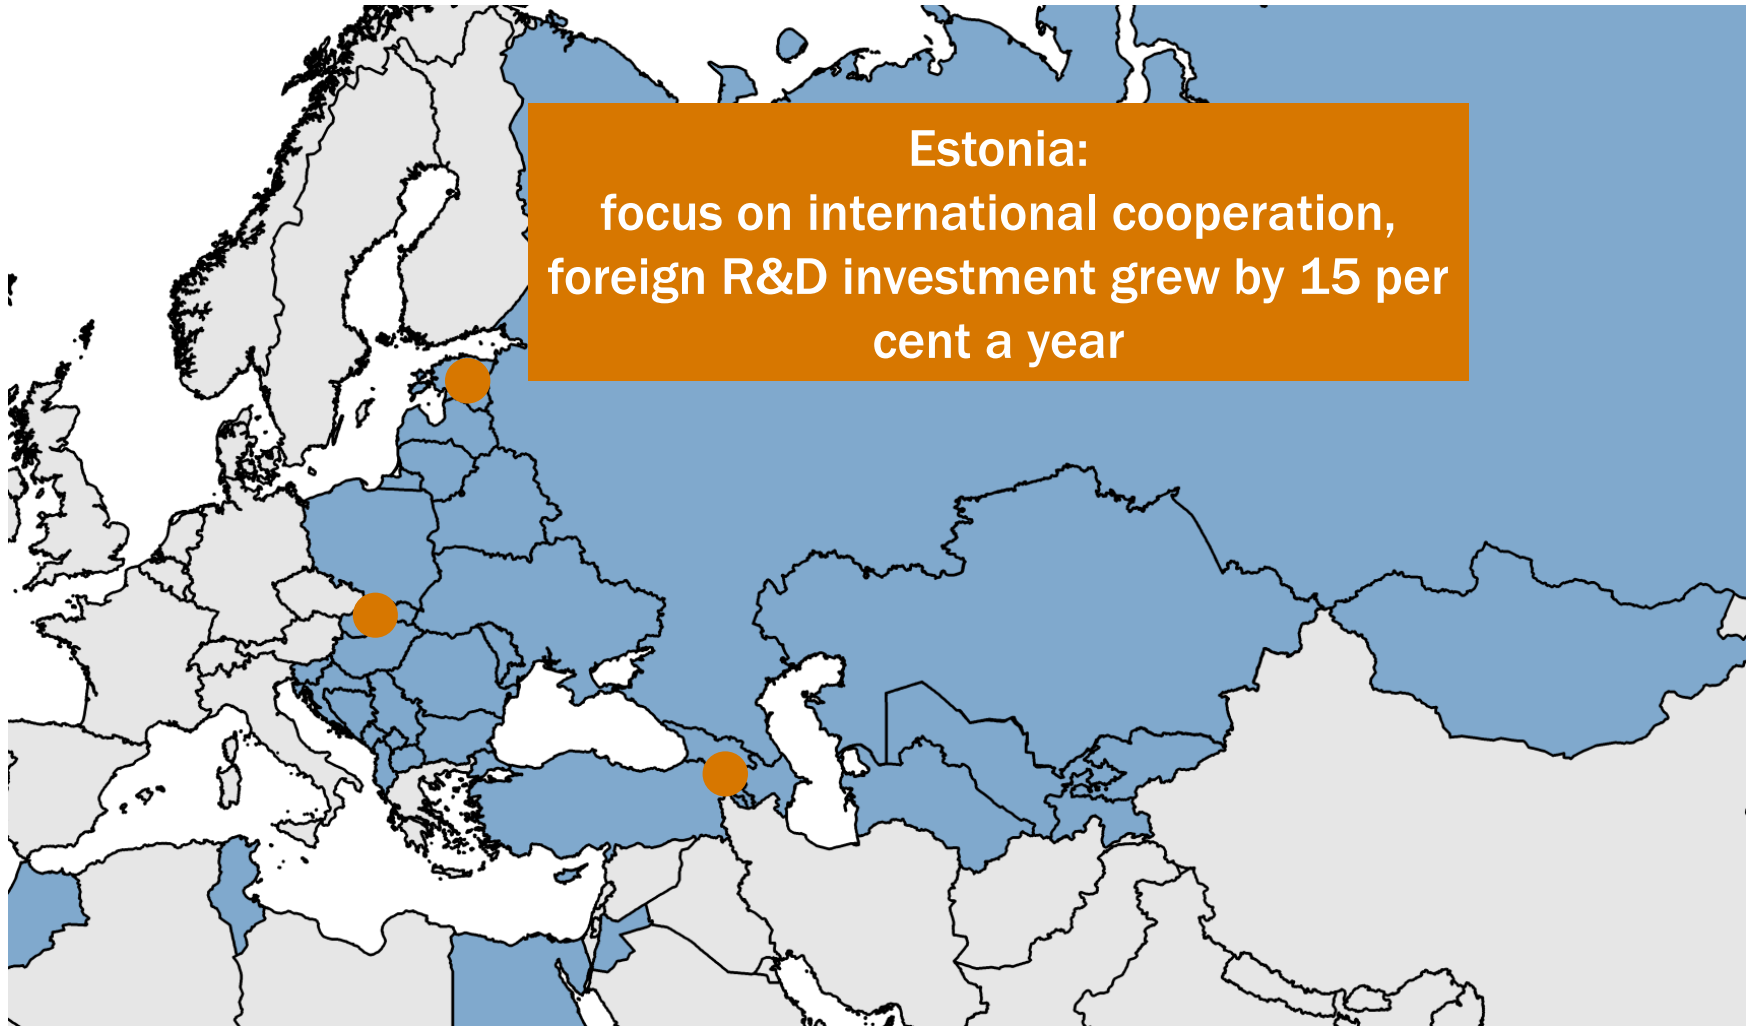 Estonia:
focus on international cooperation,
foreign R&D investment grew by 15 per
cent a year